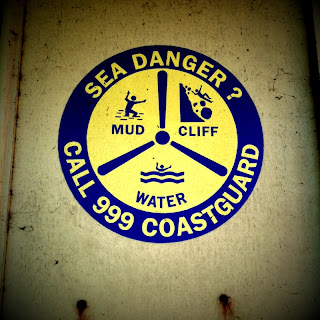 SEA DANGER ?
MUD CLIFF
WATER
CALL 999 COASTGUARD